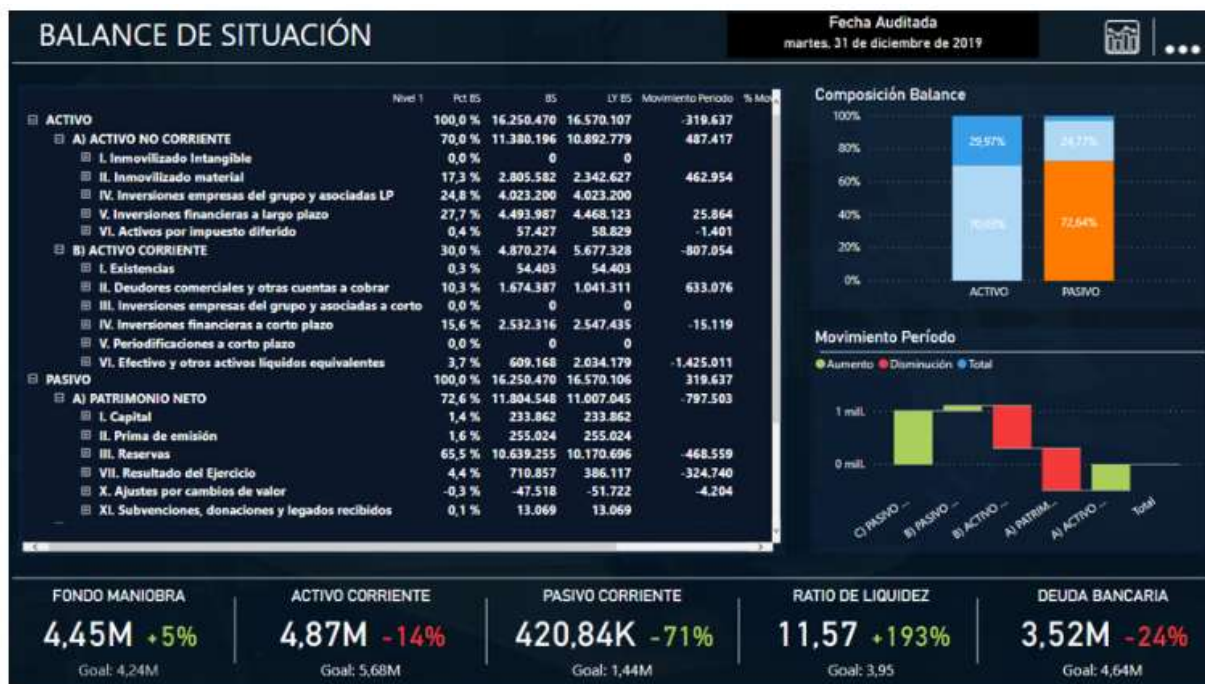 BALANCE DE SITUACIÓN
Fecha Auditada
martes, 31 de diciembre de 2019
Nivel 1 Pct BS BS LY BS Movimiento Periodo % Mov
ACTIVO 100,0 % 16.250.470 16.570.107 -319.637
A) ACTIVO NO CORRIENTE 70,0 % 11.380.196 10.892.779 487.417
I. Inmovilizado Intangible 0,0 % 0 0
II. Inmovilizado material 17,3 % 2.805.582 2.342.627 462.954
IV. Inversiones empresas del grupo y asociadas LP 24,8 % 4.023.200 4.023.200
V. Inversiones financieras a largo plazo 27,7 % 4.493.987 4.468.123 25.864
VI. Activos por impuesto diferido 0,4 % 57.427 58.829 -1.401
B) ACTIVO CORRIENTE 30,0 % 4.870.274 5.677.328 -807.054
I. Existencias 0,3 % 54.403 54.403
II. Deudores comerciales y otras cuentas a cobrar 10,3 % 1.674.387 1.041.311 633.076
III. Inversiones empresas del grupo y asociadas a corto 0,0 % 0 0
IV. Inversiones financieras a corto plazo 15,6 % 2.532.316 2.547.435 -15.119
V. Periodificaciones a corto plazo 0,0 % 0 0
VI. Efectivo y otros activos líquidos equivalentes 3,7 % 609.168 2.034.179 -1.425.011
PASIVO 100,0 % 16.250.470 16.570.106 319.637
A) PATRIMONIO NETO 72,6 % 11.804.548 11.007.045 -797.503
I. Capital 1,4 % 233.862 233.862
II. Prima de emisión 1,6 % 255.024 255.024
III. Reservas 65,5 % 10.639.255 10.170.696 -468.559
VII. Resultado del Ejercicio 4,4 % 710.857 386.117 -324.740
X. Ajustes por cambios de valor -0,3 % -47.518 -51.722 -4.204
XI. Subvenciones, donaciones y legados recibidos 0,1 % 13.069 13.069
Composición Balance
100%
80%
60%
40%
20%
0%
29,97%
24,77%
72,64%
ACTIVO PASIVO
Movimiento Período
Aumento Disminución Total
1 mill.
0 mill.
C) PASIVO ... B) PASIVO ... B) ACTIVO ... A) PATRIM... A) ACTIVO ... Total
FONDO MANIOBRA
4,45M +5%
Goal: 4,24M
ACTIVO CORRIENTE
4,87M -14%
Goal: 5,68M
PASIVO CORRIENTE
420,84K -71%
Goal: 1,44M
RATIO DE LIQUIDEZ
11,57 +193%
Goal: 3,95
DEUDA BANCARIA
3,52M -24%
Goal: 4,64M